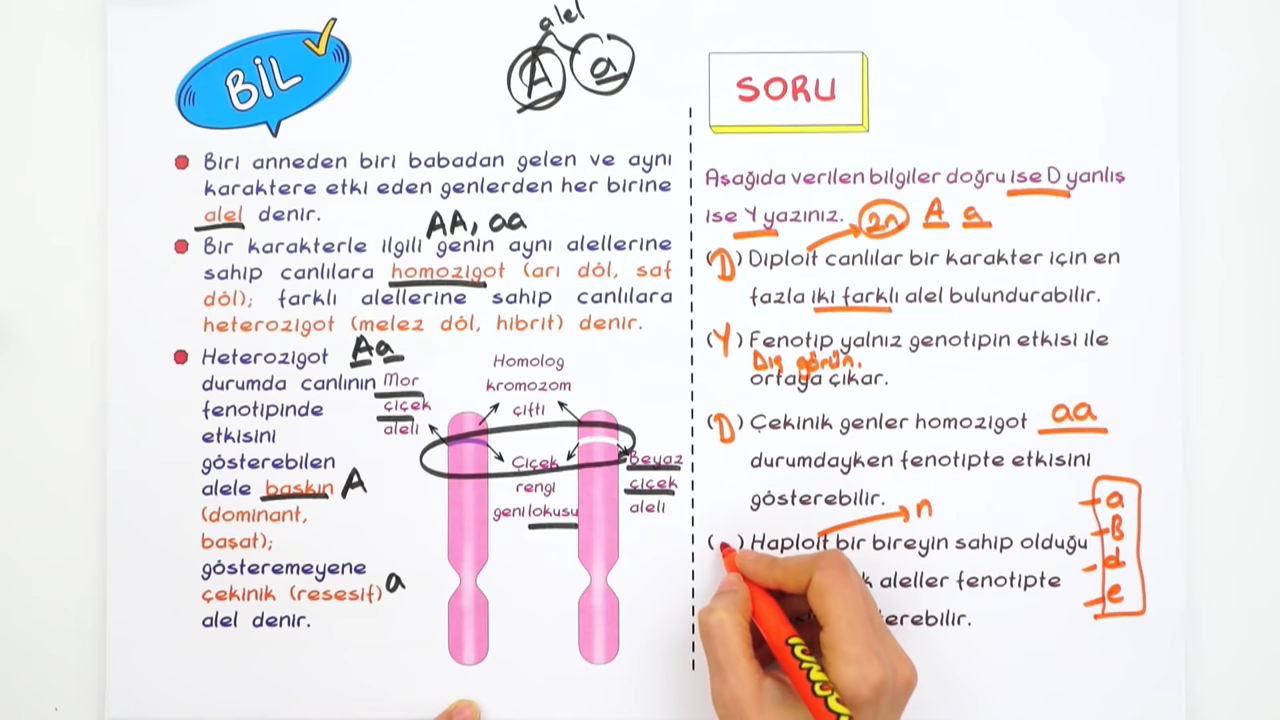 alel
A a
BİL
Biri anneden biri babadan gelen ve aynı
karaktere etki eden genlerden her birine
alel denir.
AA, aa
Bir karakterle ilgili genin aynı alellerine
sahip canlılara homozigot (arı döl, saf
döl); farklı alellerine sahip canlılara
heterozigot (melez döl, hibrit) denir.
Heterozigot Aa
durumda canlının
fenotipinde
etkisini
gösterebilen
alele baskın A
(dominant,
başat);
gösteremeyene
çekinik (resesif) a
alel denir.
Homolog
kromozom
çifti
Mor
çiçek
aleli
Çiçek
rengi
geni lokusu
Beyaz
çiçek
aleli
SORU
Aşağıda verilen bilgiler doğru ise D yanlış
ise Y yazınız. 2n A a
(D) Diploit canlılar bir karakter için en
fazla iki farklı alel bulundurabilir.
(Y) Fenotip yalnız genotipin etkisi ile
Dış görün.
ortaya çıkar.
(D) Çekinik genler homozigot aa
durumdayken fenotipte etkisini
gösterebilir.
n
( ) Haploit bir bireyin sahip olduğu
aleller fenotipte
a
B
d
e